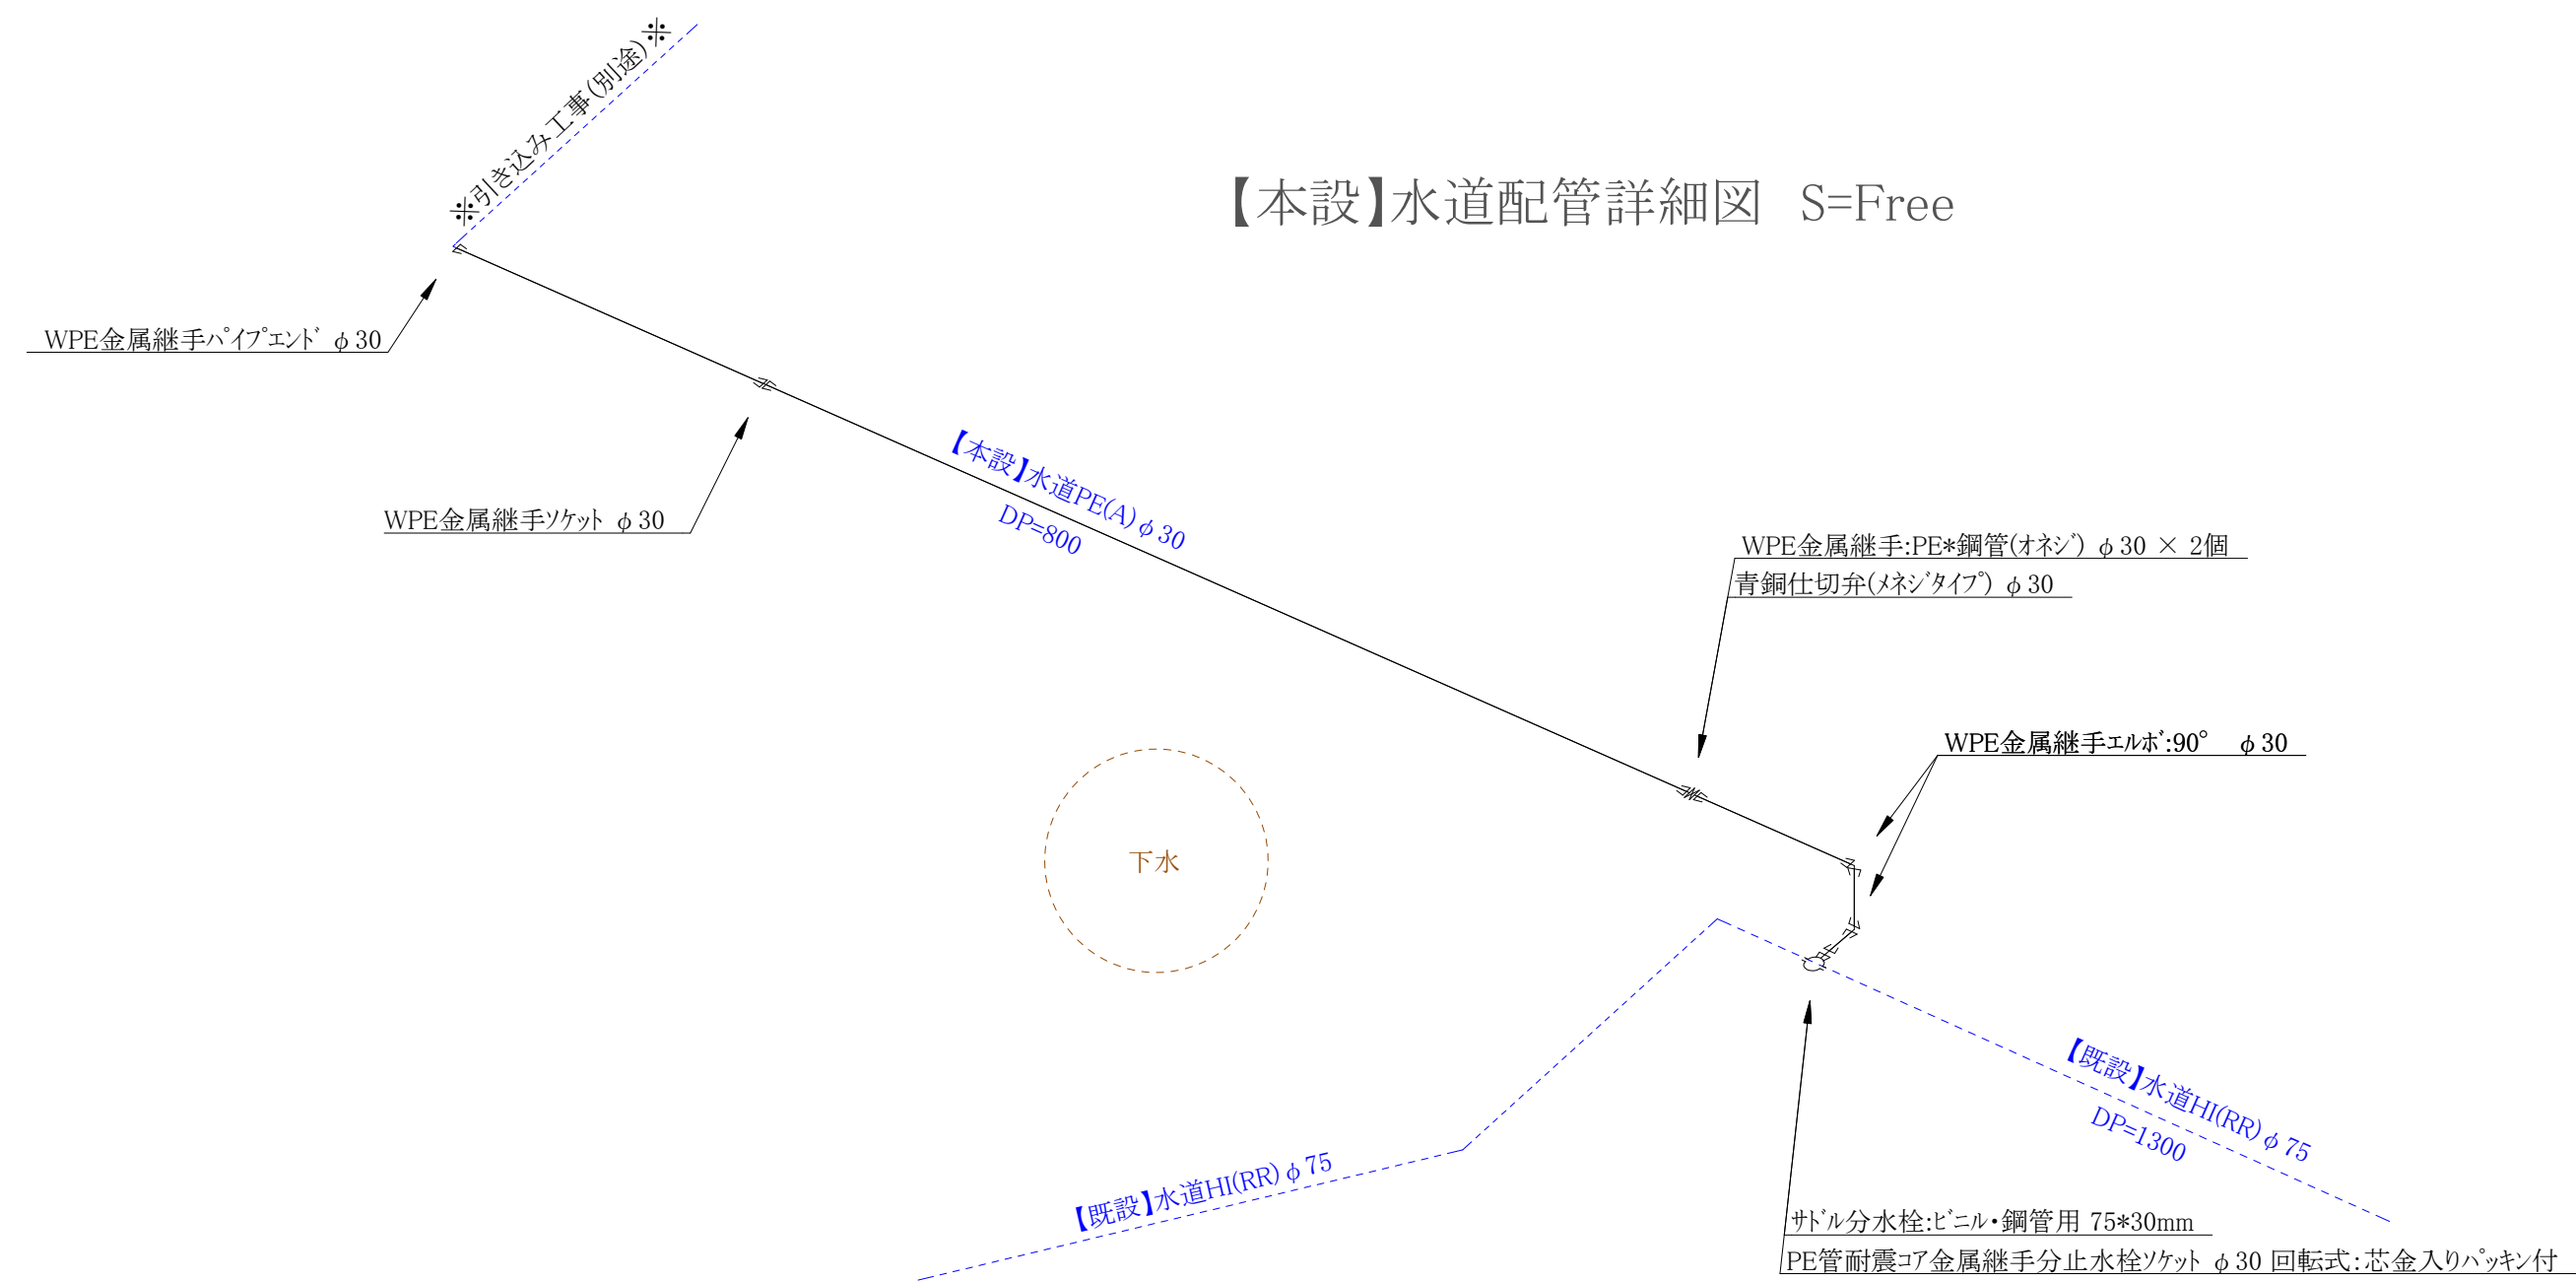 ※引き込み工事(別途)※
【本設】水道配管詳細図　S=Free
WPE金属継手ﾊﾟｲﾌﾟｴﾝﾄﾞ φ30
WPE金属継手ｿｹｯﾄ φ30
【本設】水道PE(A)φ30
DP=800
WPE金属継手:PE*鋼管(ｵﾈｼﾞ) φ30 × 2個
青銅仕切弁(ﾒﾈｼﾞﾀｲﾌﾟ) φ30
WPE金属継手ｴﾙﾎﾞ:90°　φ30
下水
【既設】水道HI(RR)φ75
DP=1300
【既設】水道HI(RR)φ75
ｻﾄﾞﾙ分水栓:ﾋﾞﾆﾙ・鋼管用 75*30mm
PE管耐震ｺｱ金属継手分止水栓ｿｹｯﾄ φ30 回転式:芯金入りﾊﾟｯｷﾝ付